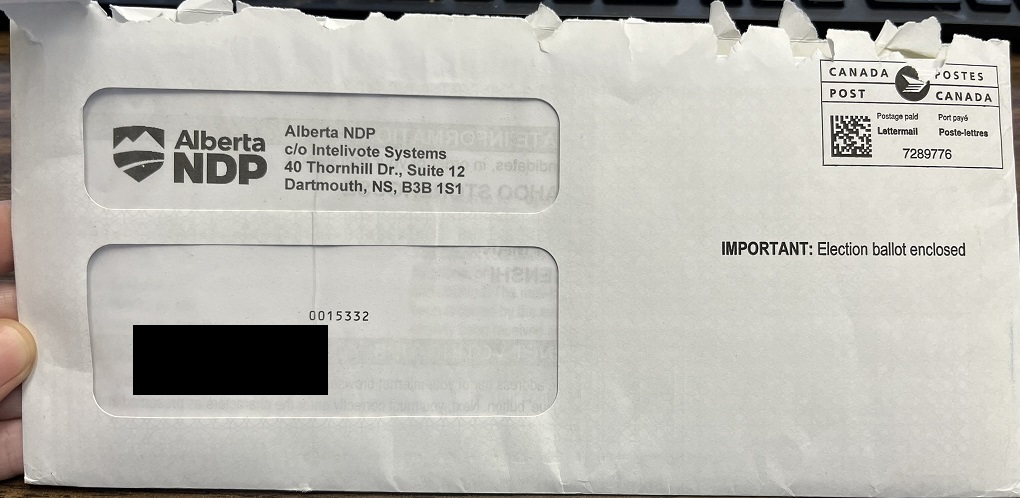 Alberta
NDP
Alberta NDP
c/o Intelivote Systems
40 Thornhill Dr., Suite 12
Dartmouth, NS, B3B 1S1
CANADA POSTES
POST CANADA
Postage paid Port payé
Lettermail Poste-lettres
7289776
IMPORTANT: Election ballot enclosed
0015332